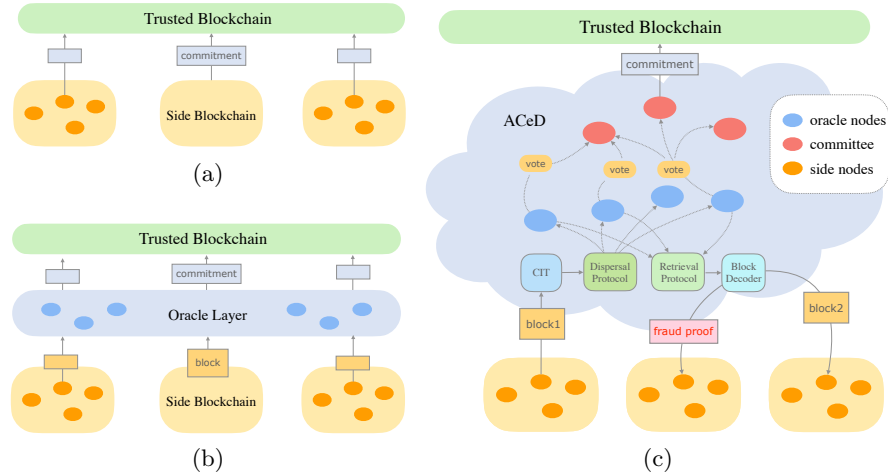 Trusted Blockchain
commitment
Side Blockchain
(a)
Trusted Blockchain
commitment
Oracle Layer
block
Side Blockchain
(b)
Trusted Blockchain
commitment
ACeD
oracle nodes
committee
side nodes
vote
vote
vote
CIT
Dispersal
Protocol
Retrieval
Protocol
Block
Decoder
block1
fraud proof
block2
(c)